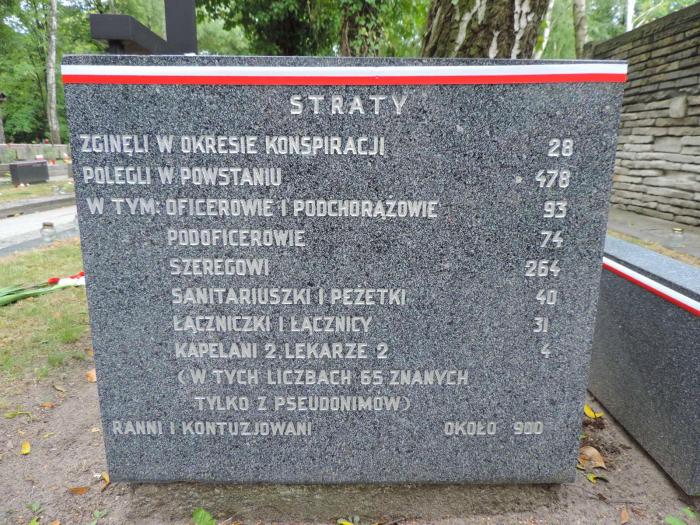 STRATY
ZGINĘLI W OKRESIE KONSPIRACJI 28
POLEGLI W POWSTANIU 478
W TYM: OFICEROWIE I PODCHORĄŻOWIE 93
PODOFICEROWIE 74
SZEREGOWI 264
SANITARIUSZKI I PEŻETKI 40
ŁĄCZNICZKI I ŁĄCZNICY 31
KAPELANI 2, LEKARZE 2 4
(W TYCH LICZBACH 65 ZNANYCH
TYLKO Z PSEUDONIMÓW)
RANNI I KONTUZJOWANI OKOŁO 900